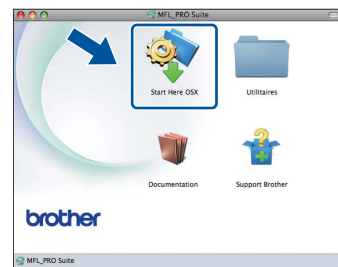 MFL_PRO Suite
Start Here OSX
Utilitaires
Documentation
Support Brother
brother
MFL_PRO Suite